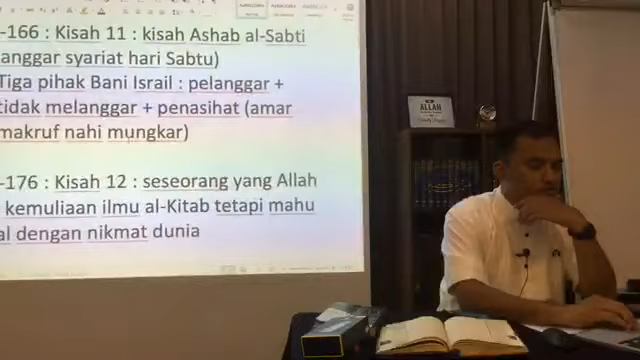 -166 : Kisah 11 : kisah Ashab al-Sabti
anggar syariat hari Sabtu)
Tiga pihak Bani Israil : pelanggar +
tidak melanggar + penasihat (amar
makruf nahi mungkar)
-176 : Kisah 12 : seseorang yang Allah
kemuliaan ilmu al-Kitab tetapi mahu
al dengan nikmat dunia
ALLAH